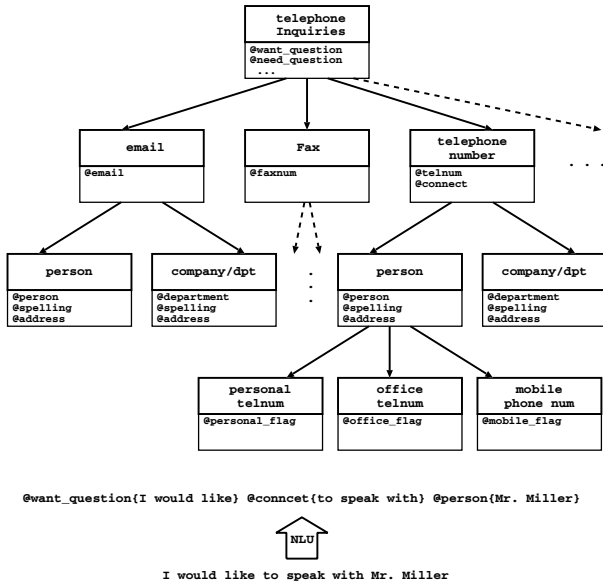 telephone
Inquiries
@want_question
@need_question
...
email
@email
Fax
@faxnum
telephone
number
@telnum
@connect
. . .
person
@person
@spelling
@address
company/dpt
@department
@spelling
@address
.
.
.
person
@person
@spelling
@address
company/dpt
@department
@spelling
@address
personal
telnum
@personal_flag
office
telnum
@office_flag
mobile
phone num
@mobile_flag
@want_question{I would like} @conncet{to speak with} @person{Mr. Miller}
NLU
I would like to speak with Mr. Miller